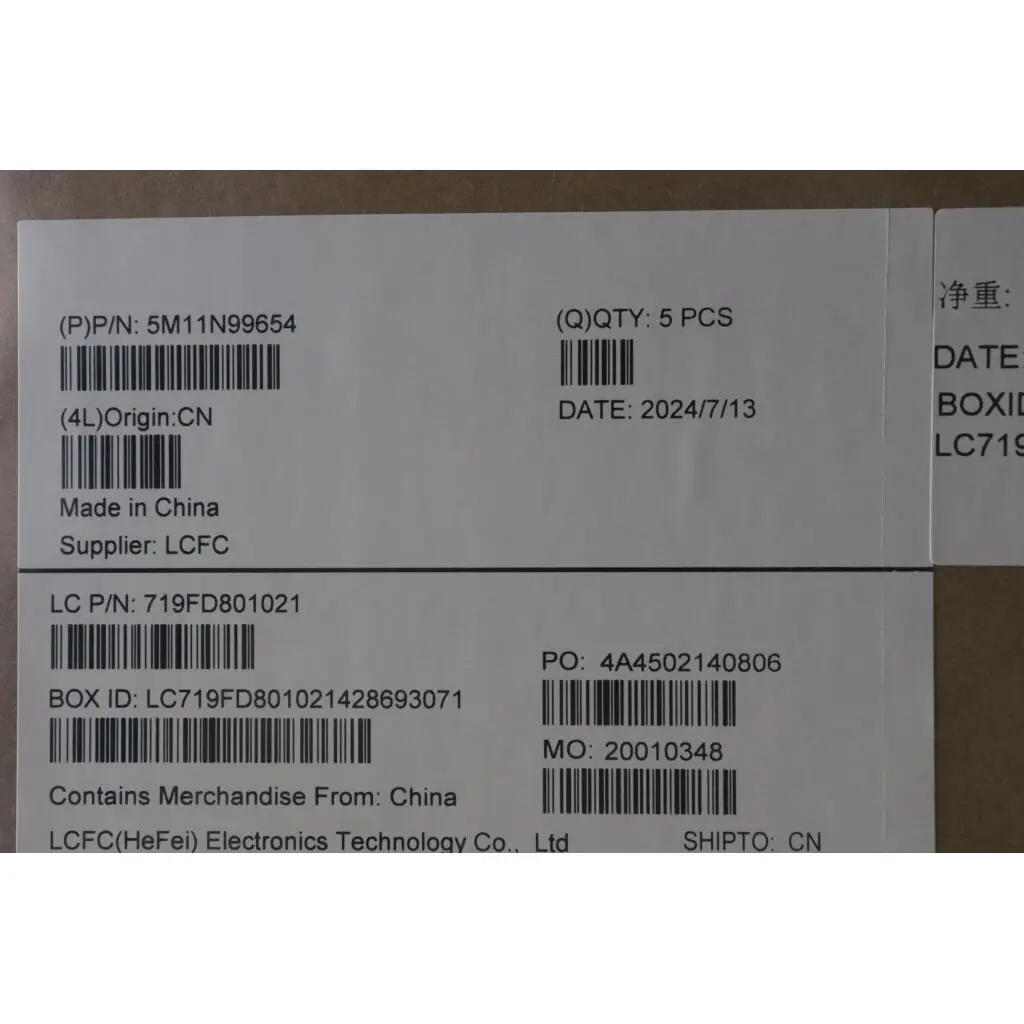 (P)P/N: 5M11N99654
(Q)QTY: 5 PCS
(4L)Origin:CN
DATE: 2024/7/13
Made in China
Supplier: LCFC
LC P/N: 719FD801021
PO: 4A4502140806
BOX ID: LC719FD801021428693071
MO: 20010348
Contains Merchandise From: China
LCFC(HeFei) Electronics Technology Co., Ltd
SHIPTO: CN
净重:
DATE:
BOXID
LC719